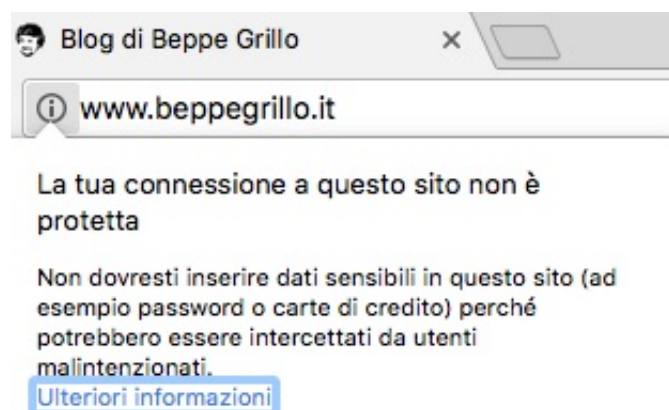 Blog di Beppe Grillo
www.beppegrillo.it
La tua connessione a questo sito non è
protetta
Non dovresti inserire dati sensibili in questo sito (ad
esempio password o carte di credito) perché
potrebbero essere intercettati da utenti
malintenzionati.
Ulteriori informazioni